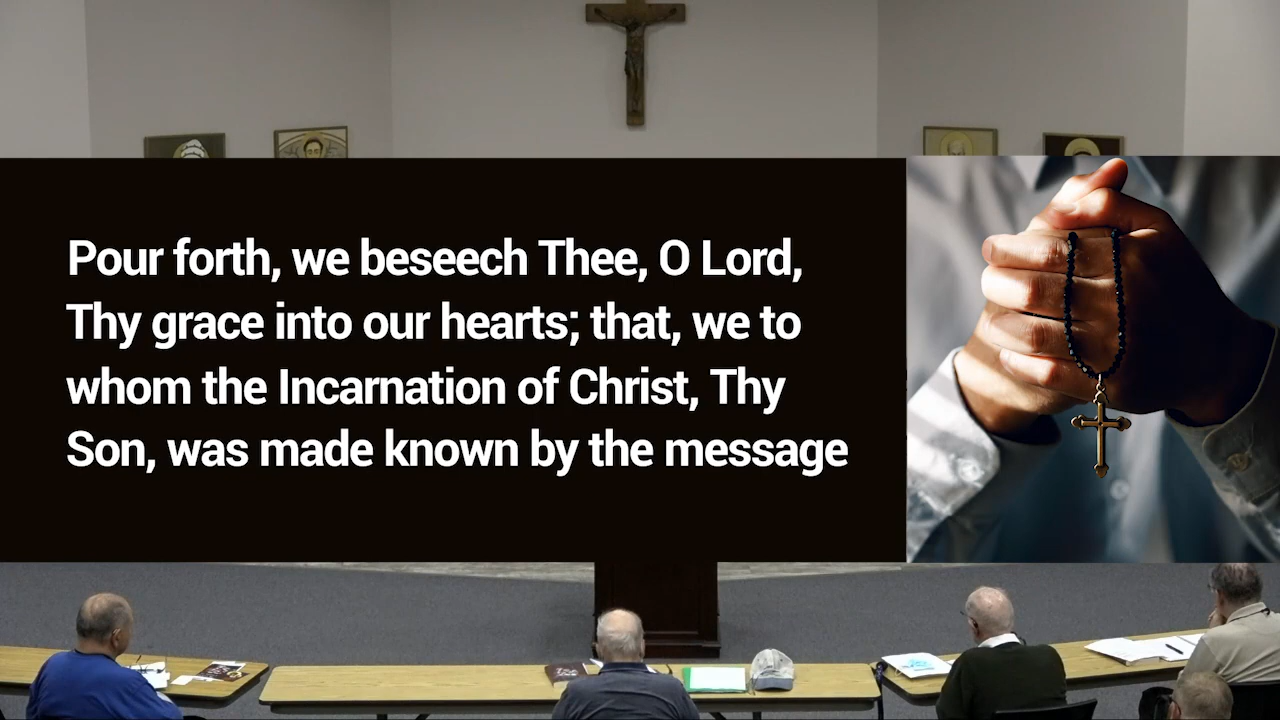 Pour forth, we beseech Thee, O Lord,
Thy grace into our hearts; that, we to
whom the Incarnation of Christ, Thy
Son, was made known by the message